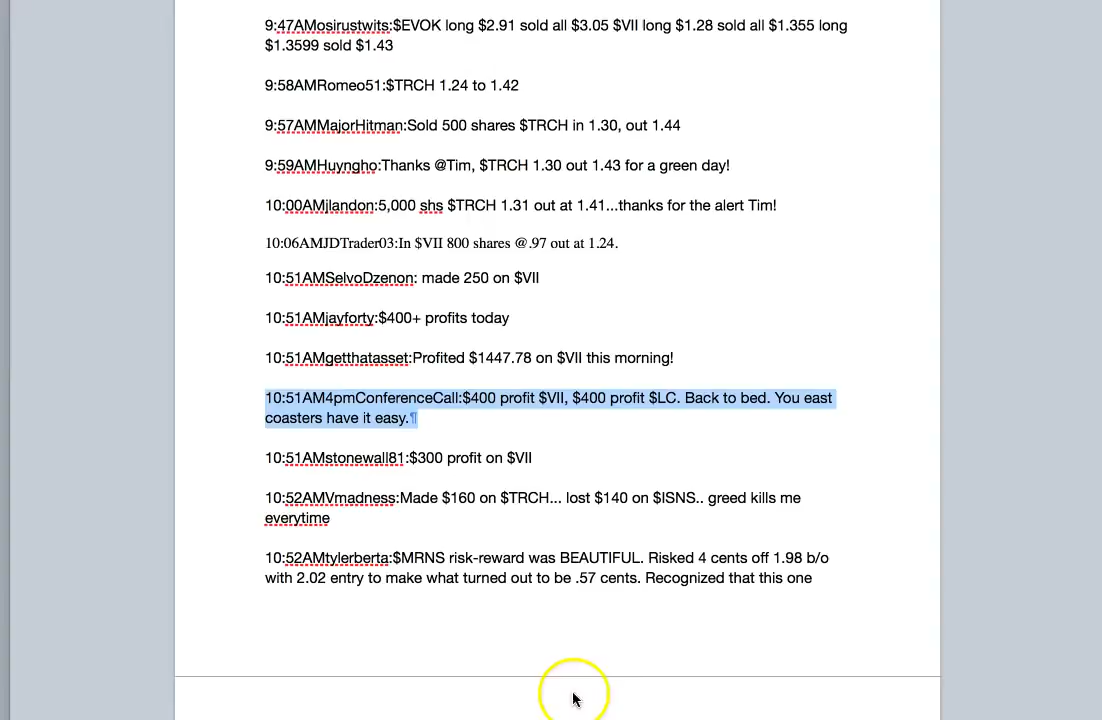 9:47AMosirustwits:$EVOK long $2.91 sold all $3.05 $VII long $1.28 sold all $1.355 long
$1.3599 sold $1.43
9:58AMRomeo51:$TRCH 1.24 to 1.42
9:57AMMajorHitman:Sold 500 shares $TRCH in 1.30, out 1.44
9:59AMHuyngho:Thanks @Tim, $TRCH 1.30 out 1.43 for a green day!
10:00AMjlandon:5,000 shs $TRCH 1.31 out at 1.41...thanks for the alert Tim!
10:06AMJDTrader03:In $VII 800 shares @.97 out at 1.24.
10:51AMSelvoDzenon: made 250 on $VII
10:51AMjayforty:$400+ profits today
10:51AMgetthatasset:Profited $1447.78 on $VII this morning!
10:51AM4pmConferenceCall:$400 profit $VII, $400 profit $LC. Back to bed. You east
coasters have it easy.¶
10:51AMstonewall81:$300 profit on $VII
10:52AMVmadness:Made $160 on $TRCH... lost $140 on $ISNS.. greed kills me
everytime
10:52AMtylerberta:$MRNS risk-reward was BEAUTIFUL. Risked 4 cents off 1.98 b/o
with 2.02 entry to make what turned out to be .57 cents. Recognized that this one